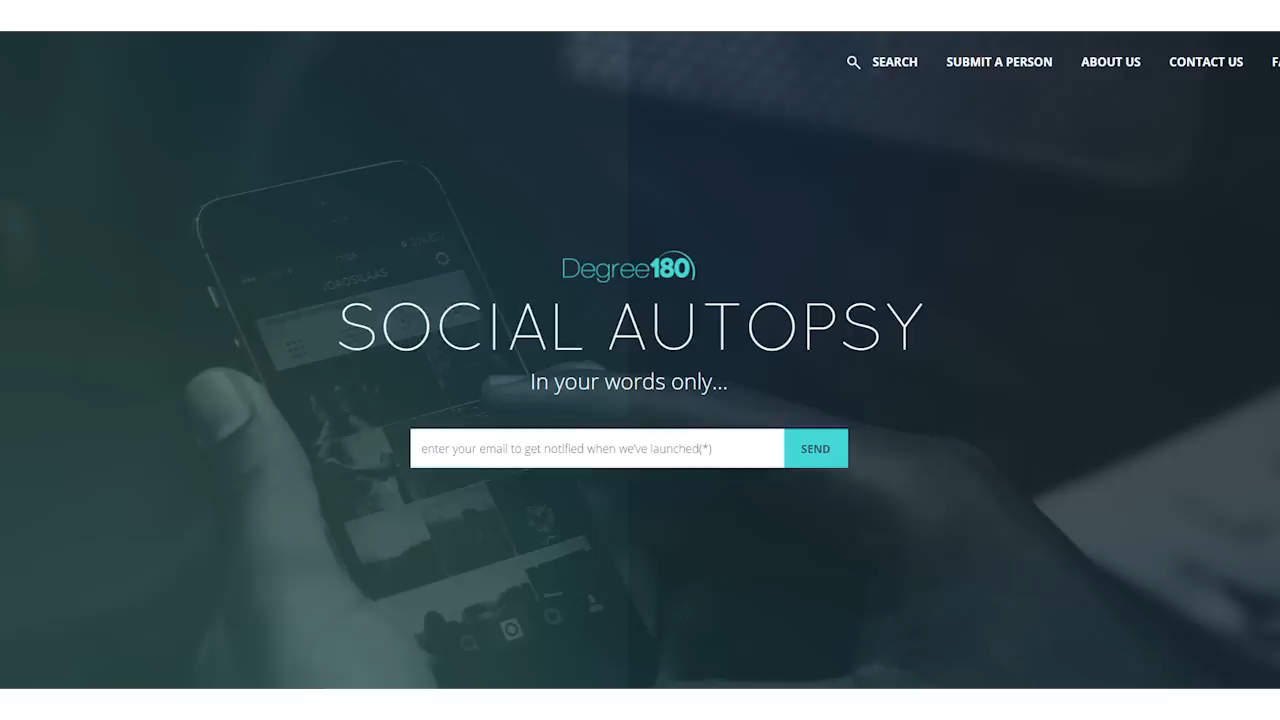 SEARCH
SUBMIT A PERSON
ABOUT US
CONTACT US
Degree180
SOCIAL AUTOPSY
In your words only...
enter your email to get notified when we've launched(*)
SEND